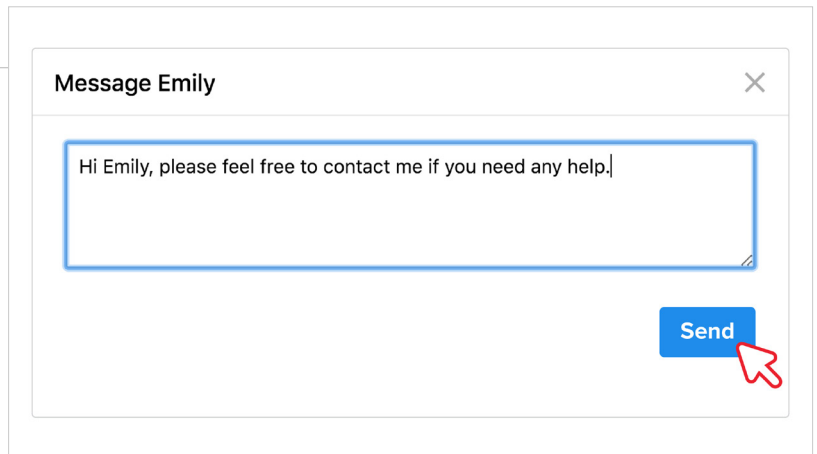 Message Emily
Hi Emily, please feel free to contact me if you need any help.
Send